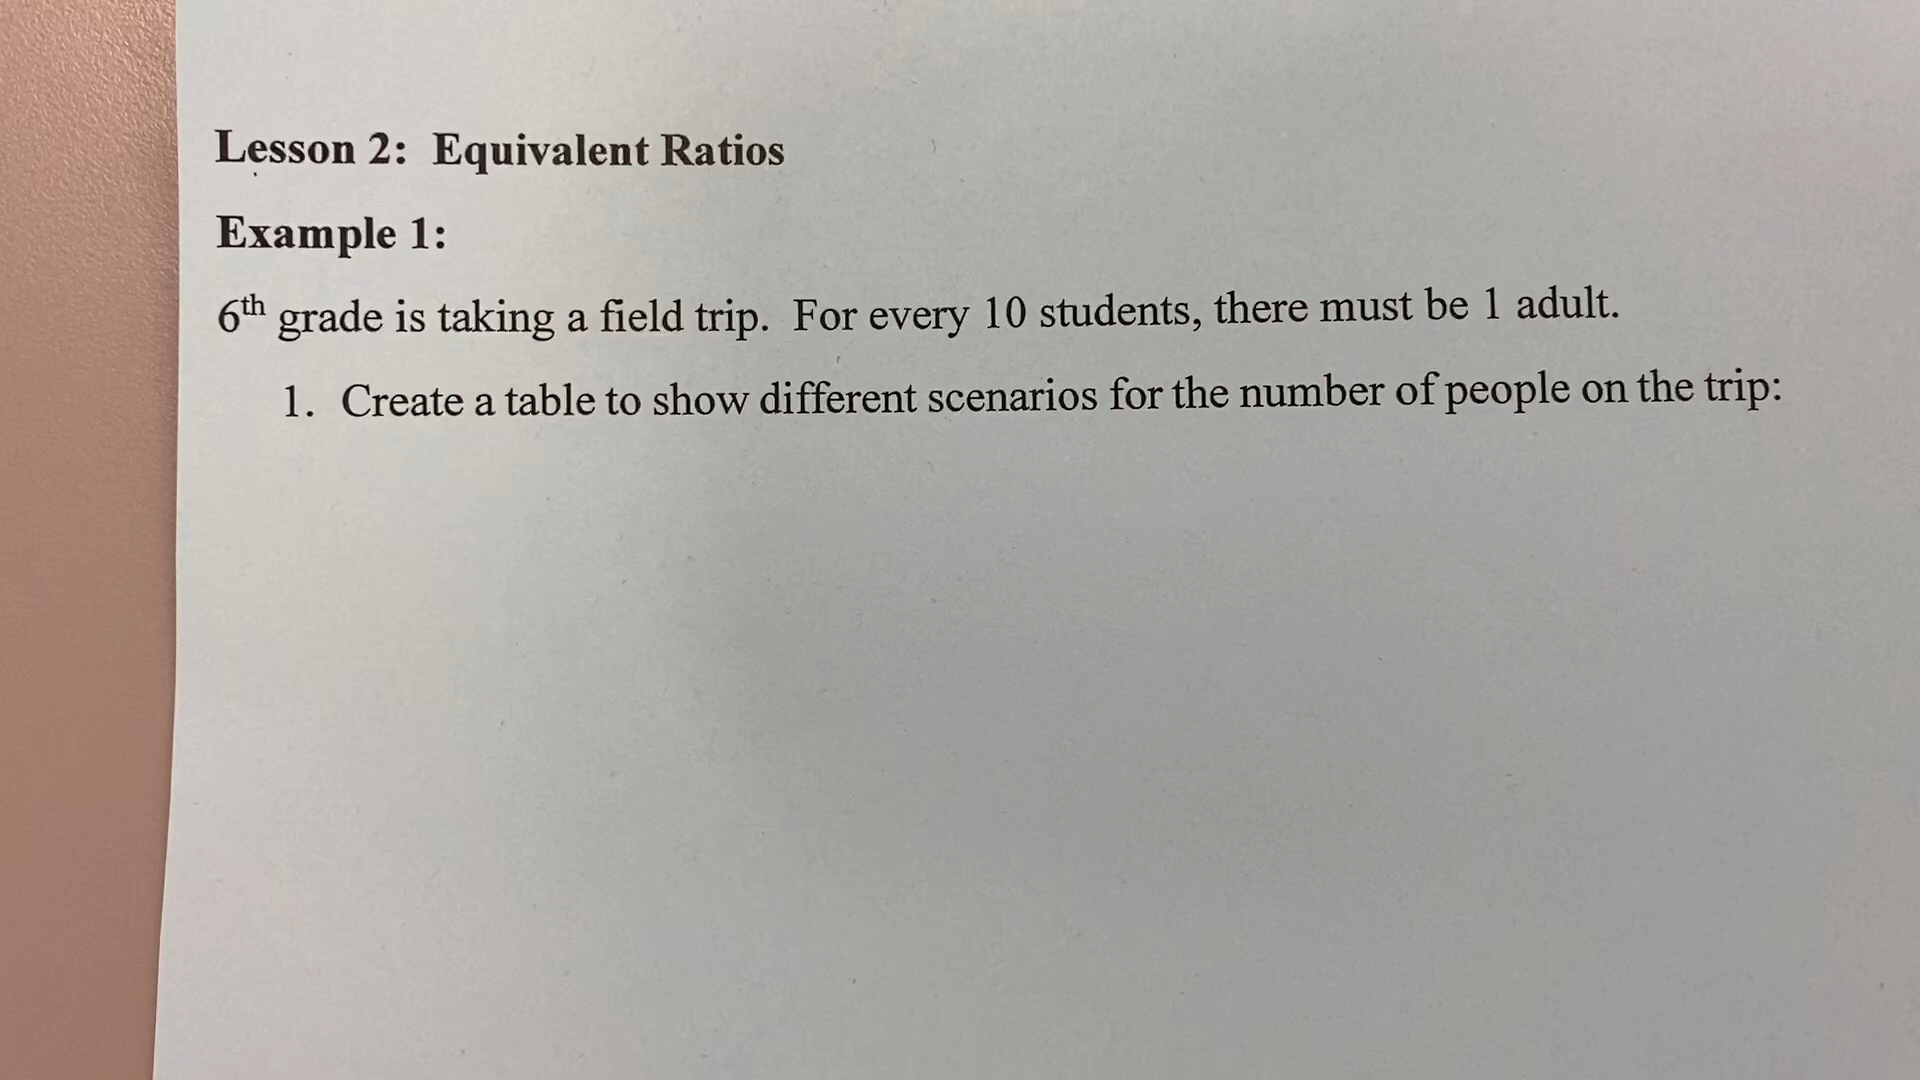 Lesson 2: Equivalent Ratios
Example 1:
6th grade is taking a field trip. For every 10 students, there must be 1 adult.
1. Create a table to show different scenarios for the number of people on the trip: